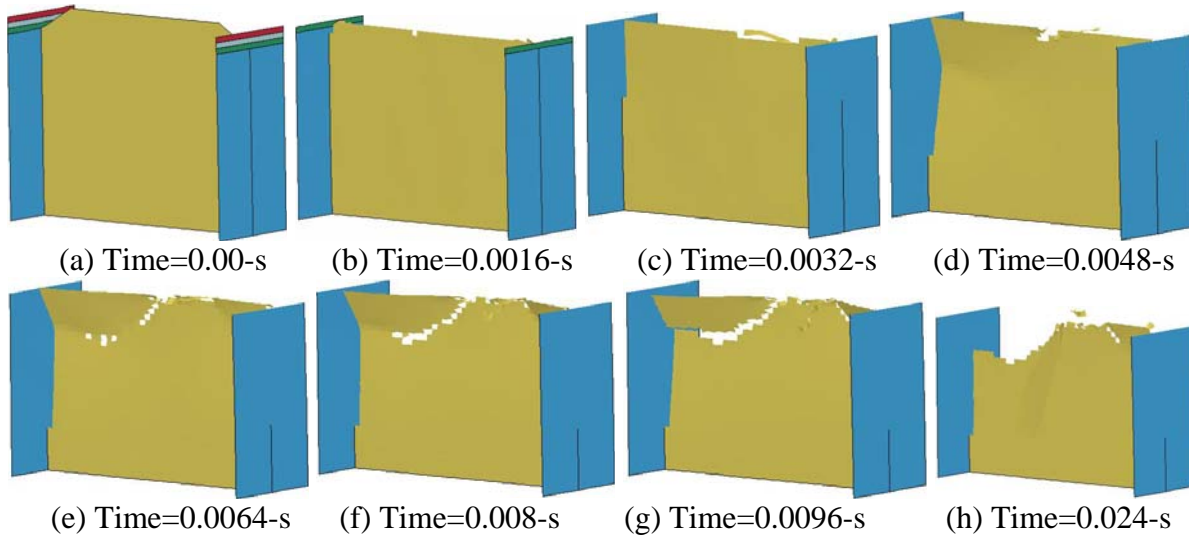 (a) Time=0.00-s (b) Time=0.0016-s (c) Time=0.0032-s (d) Time=0.0048-s
(e) Time=0.0064-s (f) Time=0.008-s (g) Time=0.0096-s (h) Time=0.024-s